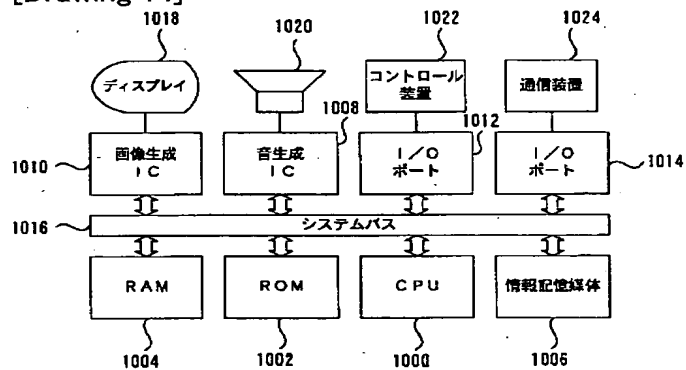 1018
1020
1022
1024
ディスプレイ
コントロール
装置
通信装置
1008
1012
1010
画像生成
IC
音生成
IC
I/O
ポート
I/O
ポート
1014
1016
システムバス
RAM
ROM
CPU
情報記憶媒体
1004
1002
1000
1006